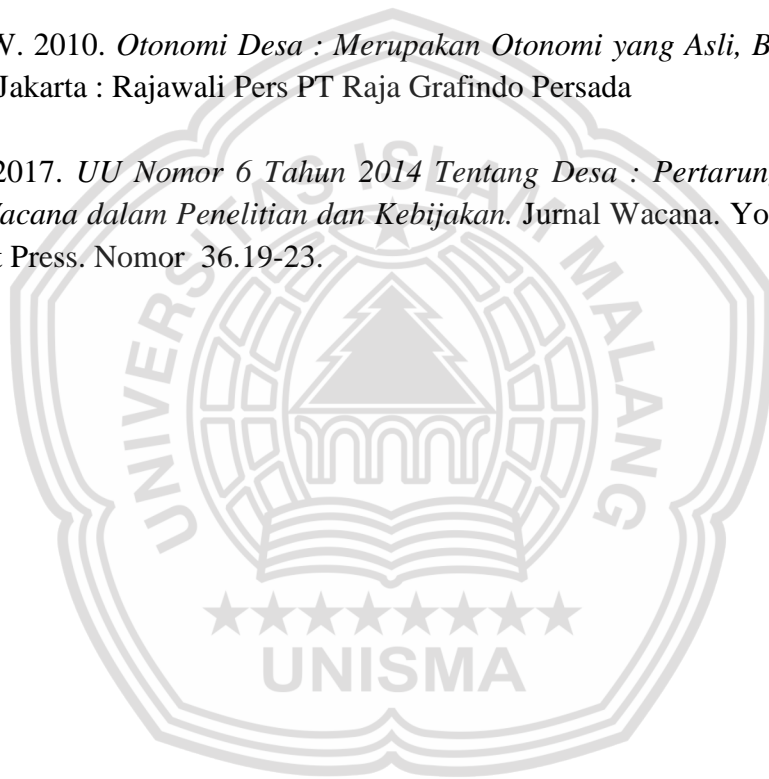 W. 2010. Otonomi Desa : Merupakan Otonomi yang Asli, B
Jakarta : Rajawali Pers PT Raja Grafindo Persada
2017. UU Nomor 6 Tahun 2014 Tentang Desa : Pertarun
Wacana dalam Penelitian dan Kebijakan. Jurnal Wacana. Yo
t Press. Nomor 36.19-23.
UNIVERSITAS ISLAM MALANG
UNISMA